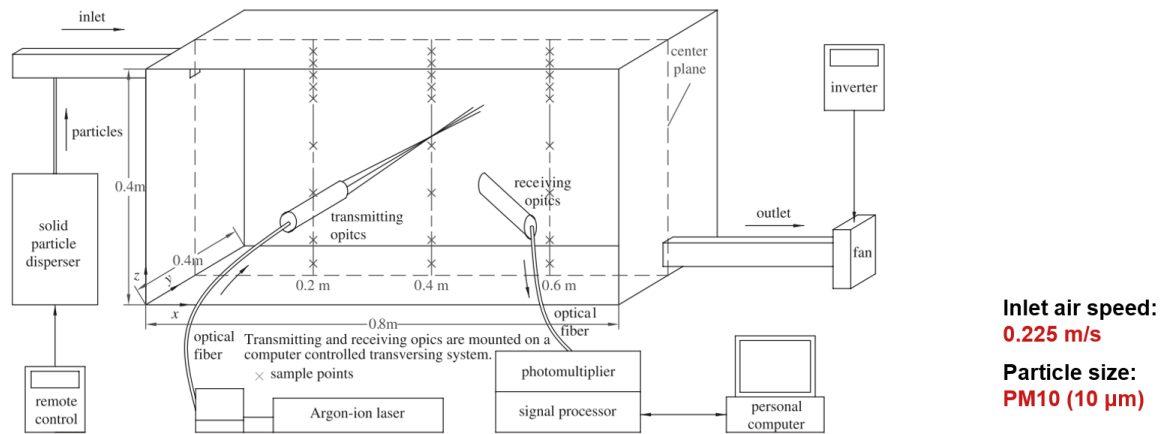 inlet
center
plane
inverter
particles
0.4m
solid
particle
disperser
receiving
opitcs
transmitting
opitcs
outlet
fan
0.4m
z
y
x
0.2 m
0.4 m
0.6 m
0.8m
optical
fiber
optical
fiber
Transmitting and receiving opics are mounted on a
computer controlled transversing system.
× sample points
remote
control
Argon-ion laser
photomultiplier
signal processor
personal
computer
Inlet air speed:
0.225 m/s
Particle size:
PM10 (10 µm)